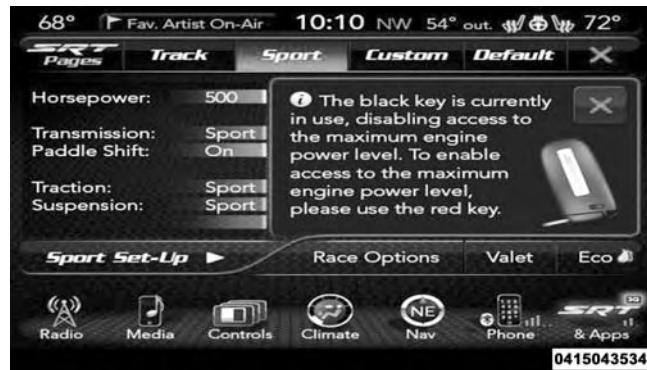 68° Fav. Artist On-Air 10:10 NW 54° out. 72°
SRT Pages Track Sport Custom Default X
Horsepower: 500
Transmission: Sport
Paddle Shift: On
Traction: Sport
Suspension: Sport
i The black key is currently
in use, disabling access to
the maximum engine
power level. To enable
access to the maximum
engine power level,
please use the red key.
X
Sport Set-Up Race Options Valet Eco
NE
3G
SRT
Radio Media Controls Climate Nav Phone & Apps
0415043534